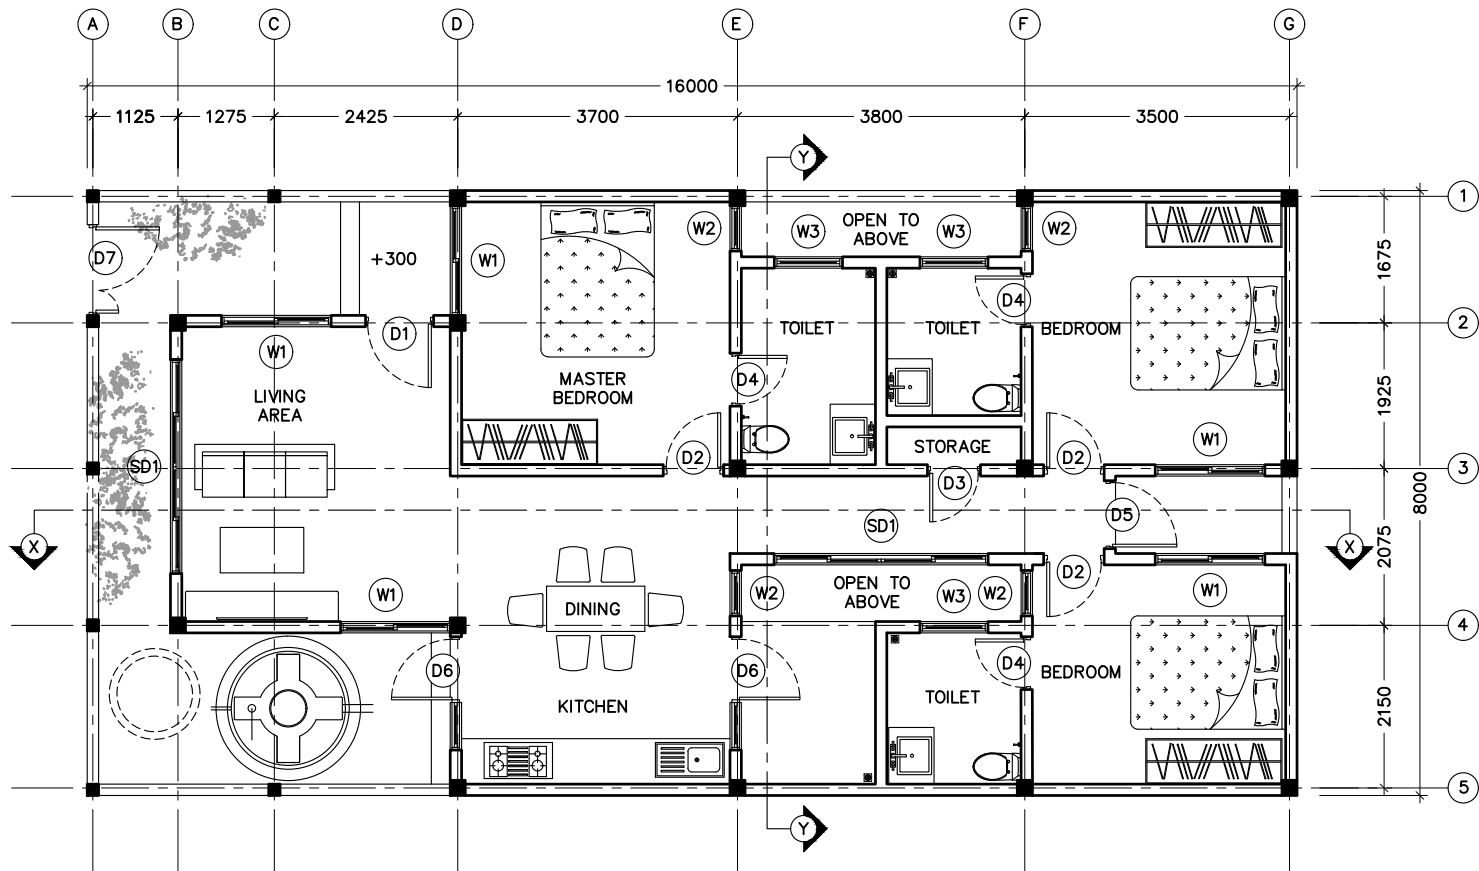 A B C D E F G
16000
1125 1275 2425 3700 3800 3500
Y
1
OPEN TO
ABOVE
W2 W3 W3 W2
D7 +300 W1
1675
D4
2
D1 TOILET TOILET BEDROOM
W1
LIVING
AREA
MASTER
BEDROOM
D4
1925
W1
STORAGE
SD1 D2 D2
3
D3
8000
SD1 D5
X X
2075
D2
W1 DINING W2 OPEN TO
ABOVE
W3 W2 W1
4
D6 D6 D4 BEDROOM
KITCHEN TOILET
2150
5
Y